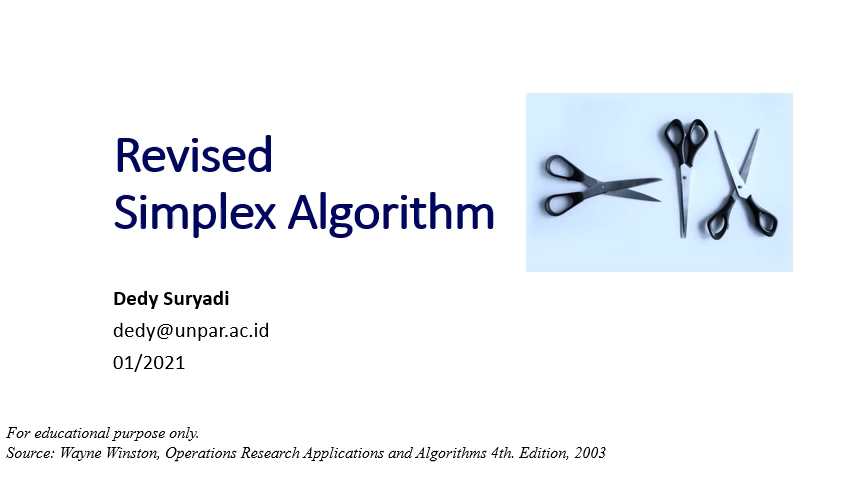 Revised
Simplex Algorithm
Dedy Suryadi
dedy@unpar.ac.id
01/2021
For educational purpose only.
Source: Wayne Winston, Operations Research Applications and Algorithms 4th. Edition, 2003